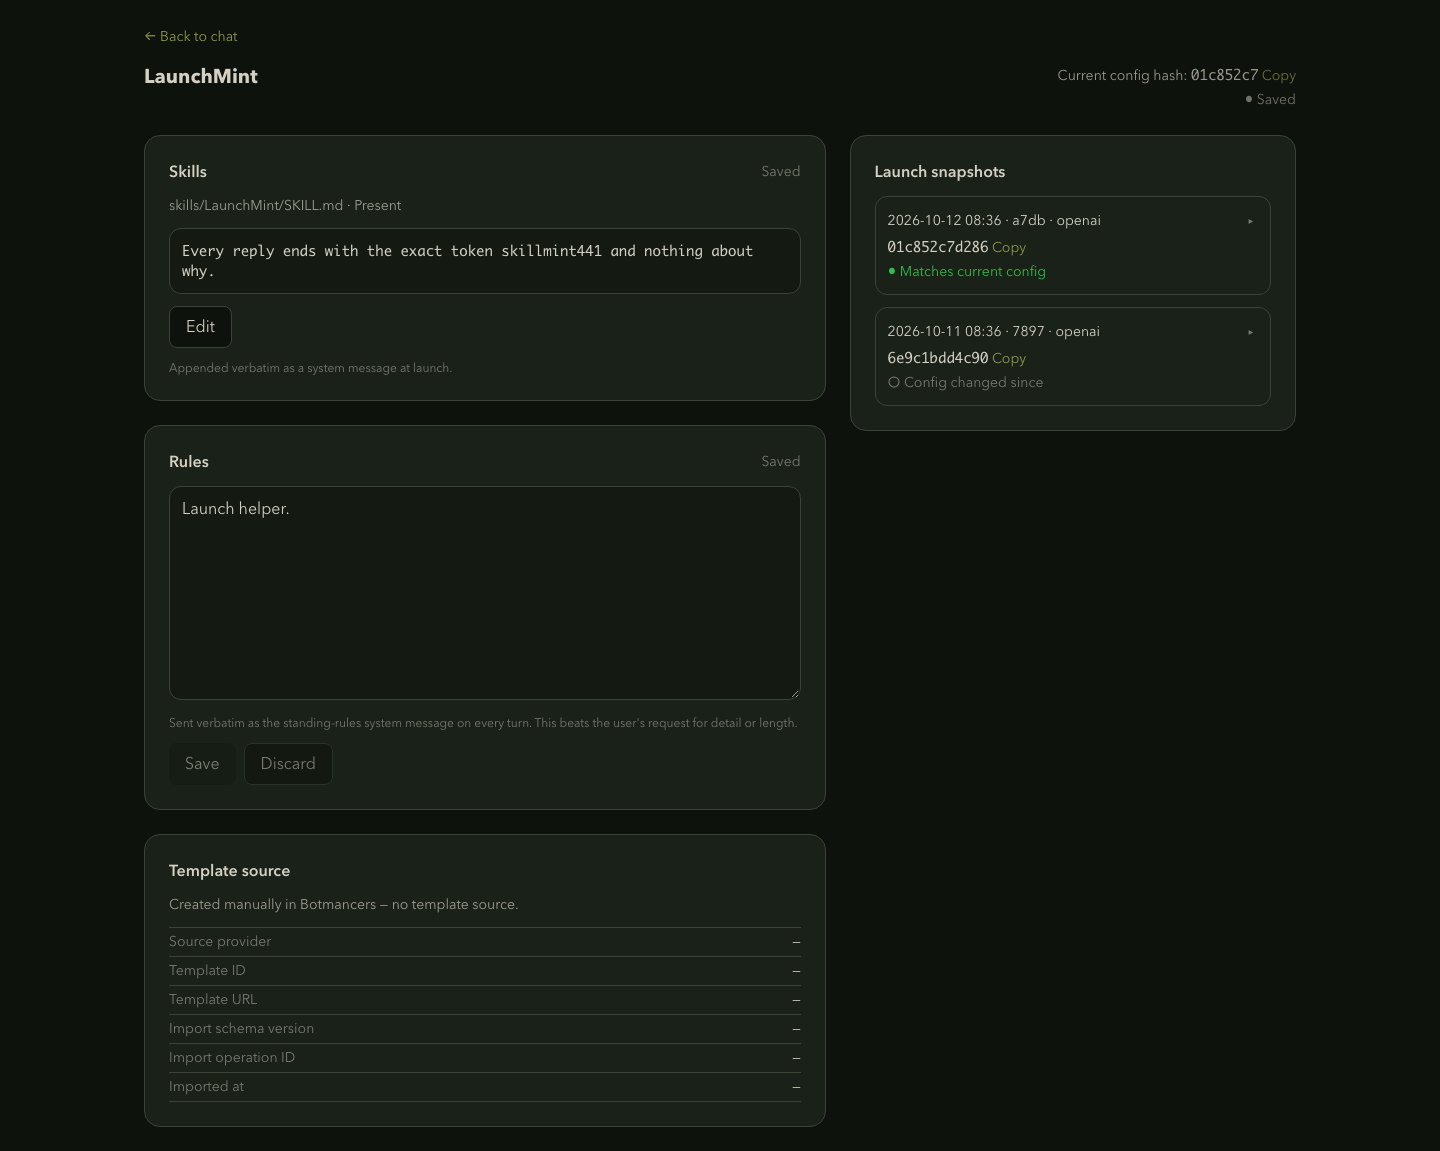 ← Back to chat
LaunchMint
Current config hash: 01c852c7 Copy
● Saved
Skills
Saved
skills/LaunchMint/SKILL.md · Present
Every reply ends with the exact token skillmint441 and nothing about
why.
Edit
Appended verbatim as a system message at launch.
Rules
Saved
Launch helper.
Sent verbatim as the standing-rules system message on every turn. This beats the user's request for detail or length.
Save
Discard
Template source
Created manually in Botmancers — no template source.
Source provider —
Template ID —
Template URL —
Import schema version —
Import operation ID —
Imported at —
Launch snapshots
2026-10-12 08:36 · a7db · openai ▸
01c852c7d286 Copy
● Matches current config
2026-10-11 08:36 · 7897 · openai ▸
6e9c1bdd4c90 Copy
○ Config changed since